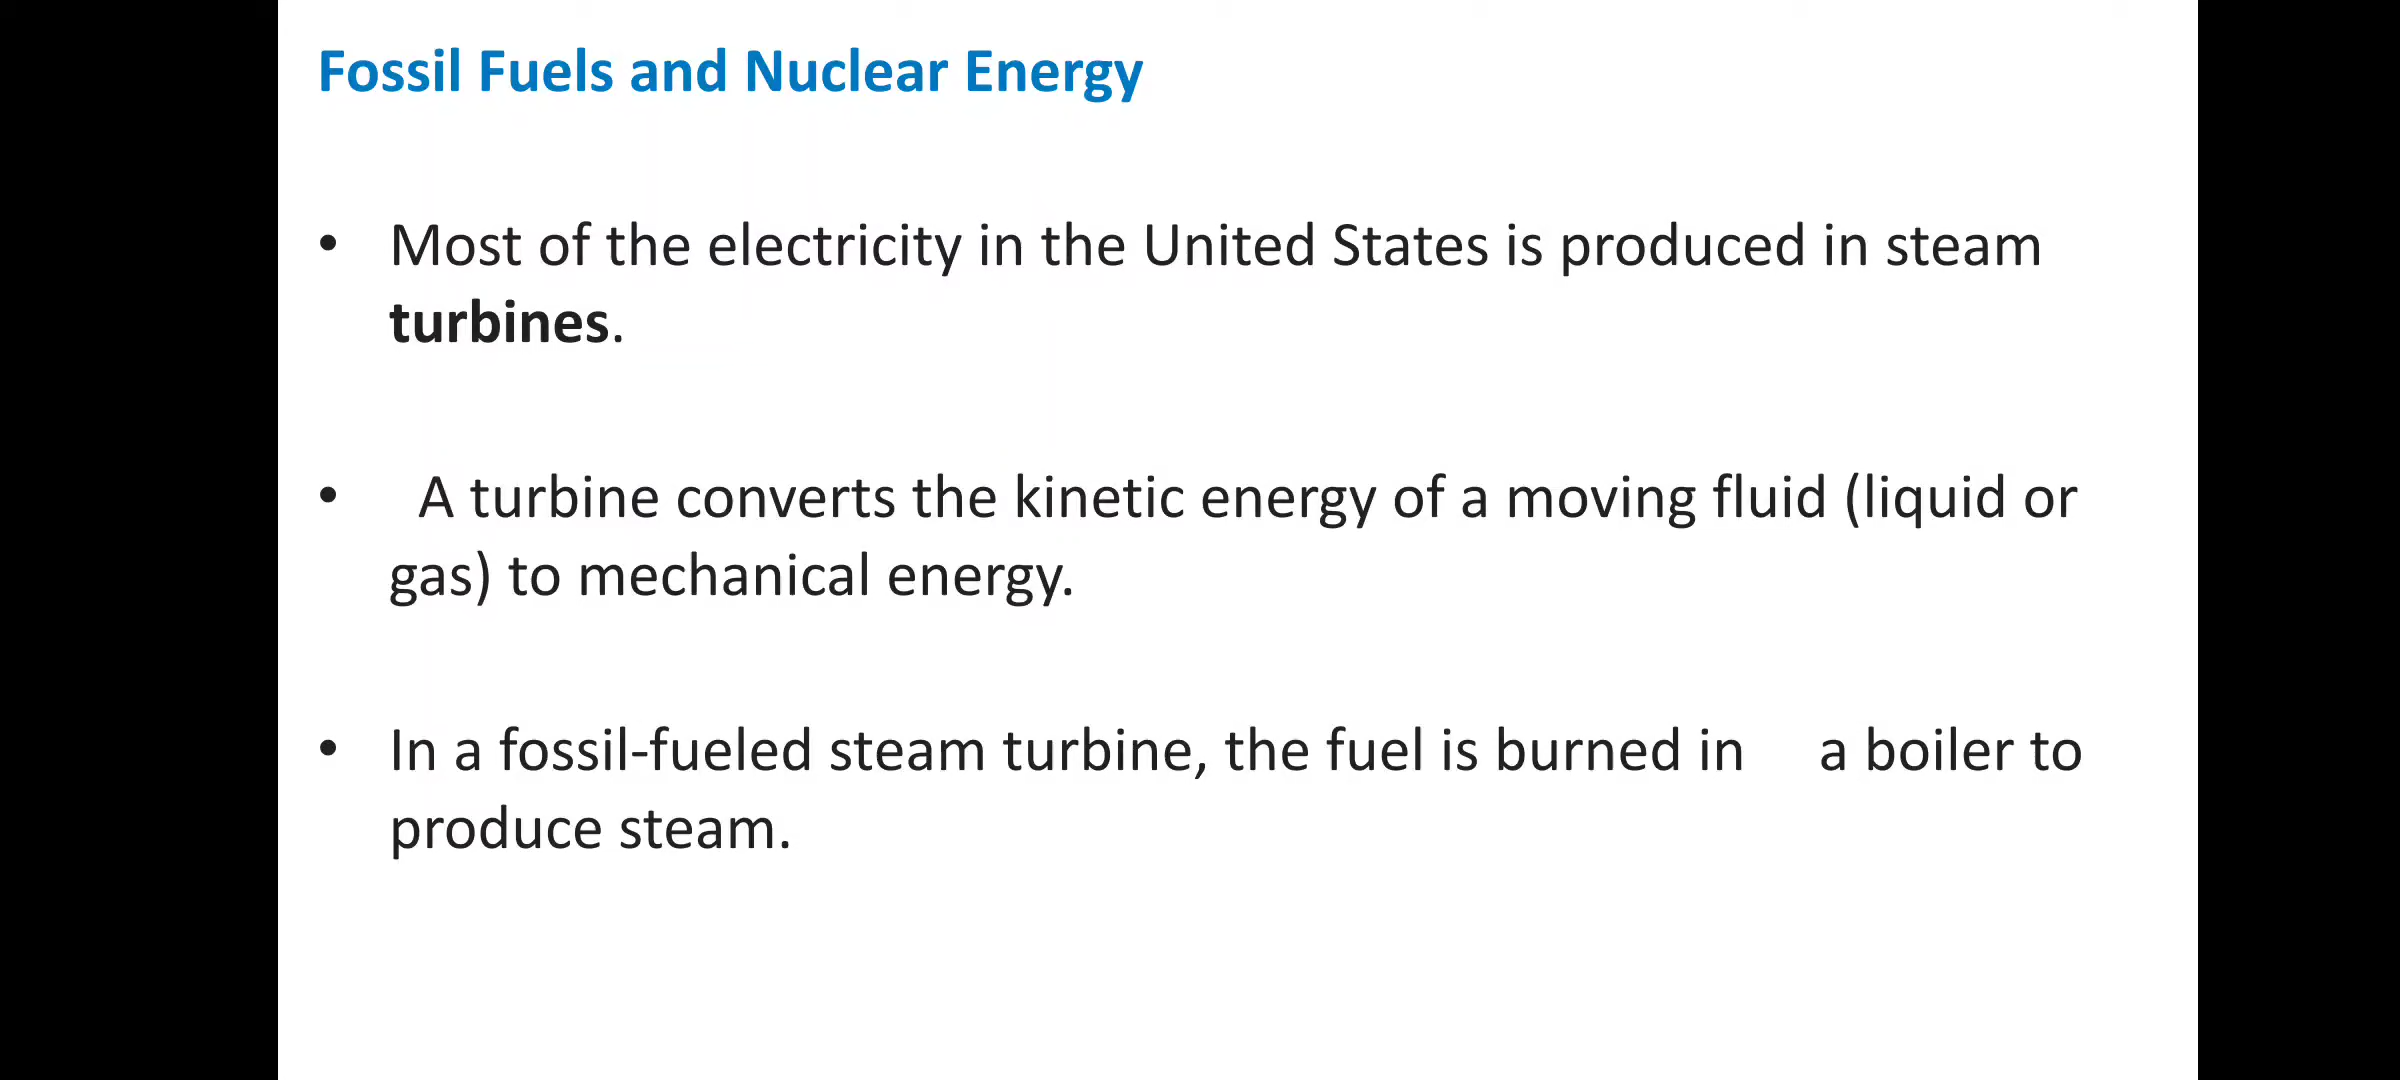 Fossil Fuels and Nuclear Energy
• Most of the electricity in the United States is produced in steam
turbines.
• A turbine converts the kinetic energy of a moving fluid (liquid or
gas) to mechanical energy.
• In a fossil-fueled steam turbine, the fuel is burned in a boiler to
produce steam.